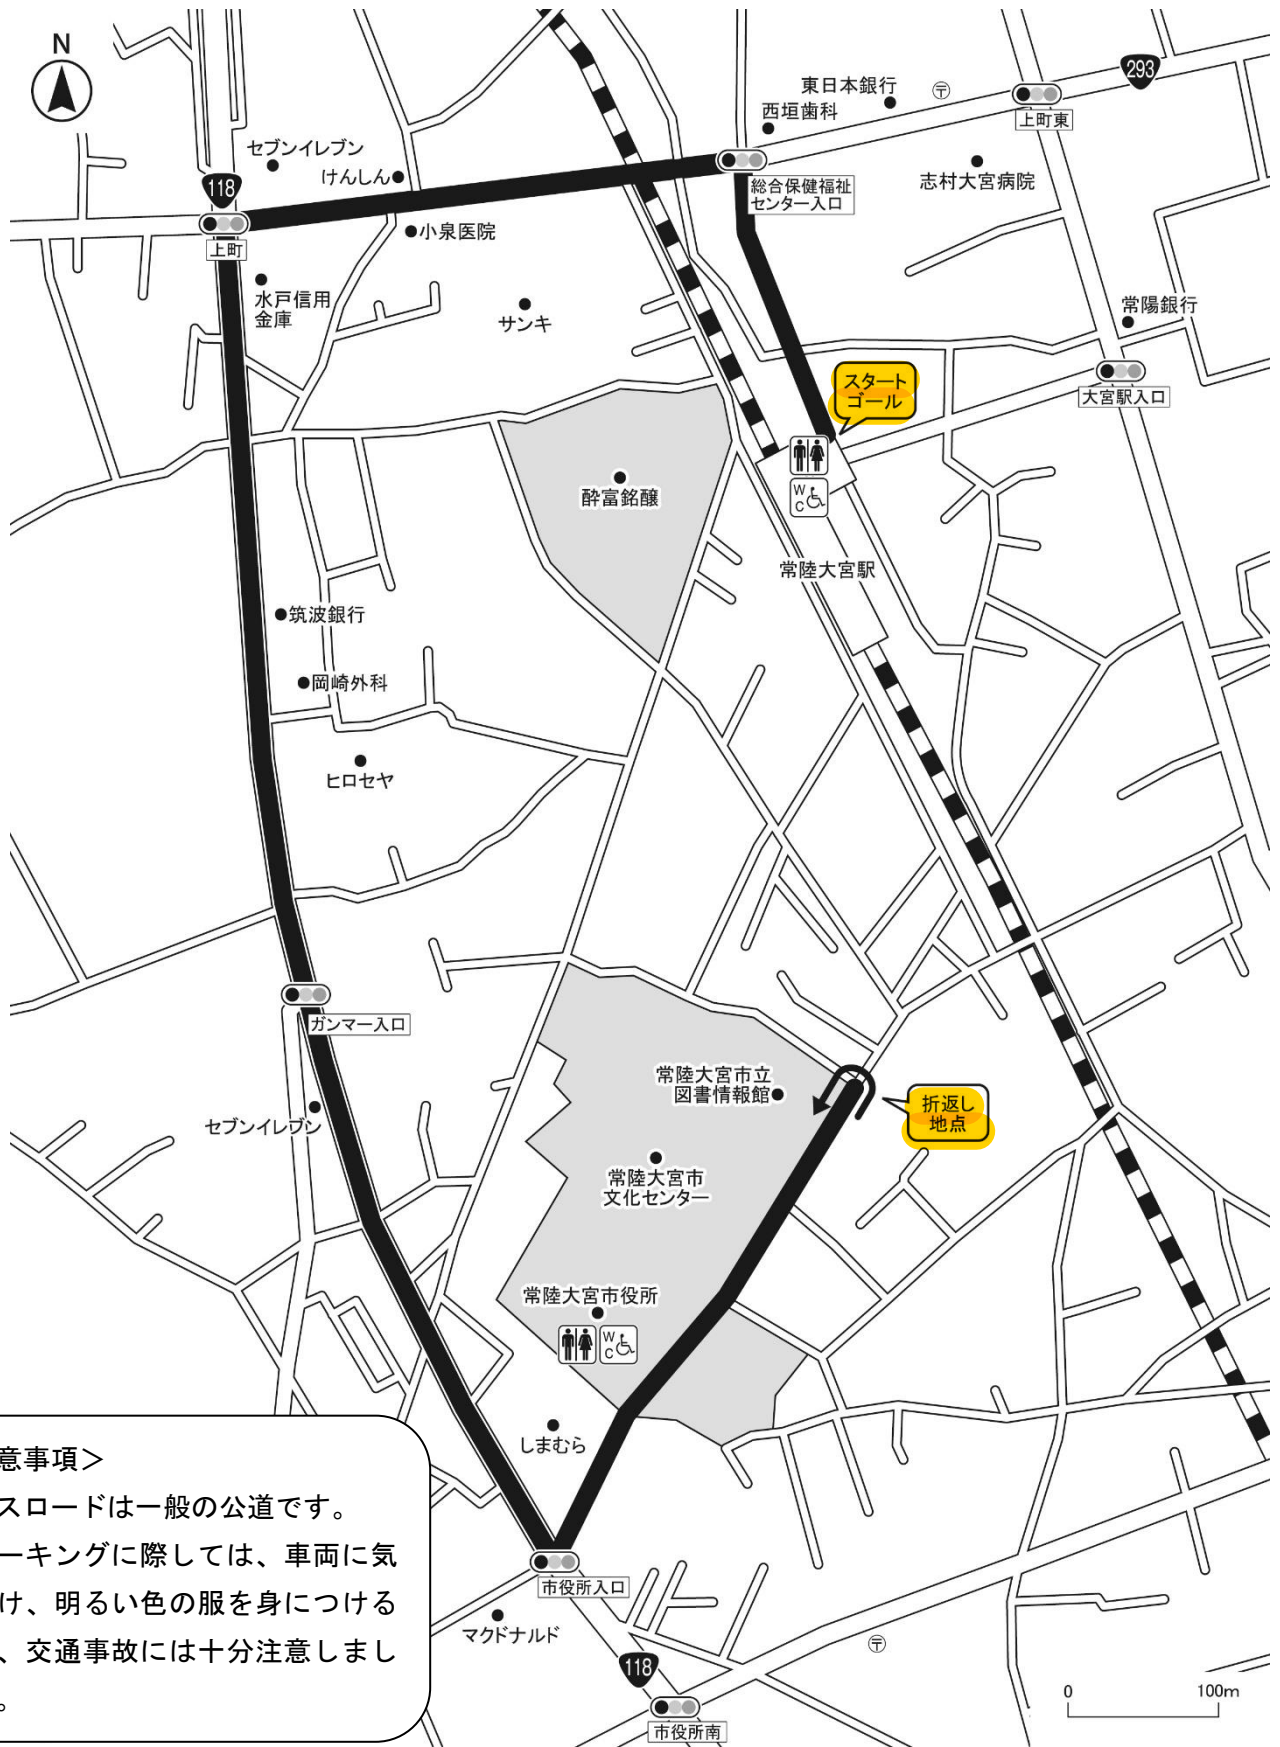 N
293
東日本銀行
〒
西垣歯科
上町東
セブンイレブン
けんしん
118
総合保健福祉
センター入口
志村大宮病院
小泉医院
上町
水戸信用
金庫
サンキ
常陽銀行
スタート
ゴール
大宮駅入口
酔富銘醸
W
C
常陸大宮駅
筑波銀行
岡崎外科
ヒロセヤ
ガンマー入口
常陸大宮市立
図書情報館
折返し
地点
セブンイレブン
常陸大宮市
文化センター
常陸大宮市役所
W
C
しまむら
意事項＞
スロードは一般の公道です。
ーキングに際しては、車両に気
け、明るい色の服を身につける
、交通事故には十分注意しまし
。
市役所入口
マクドナルド
〒
118
市役所南
0 100m